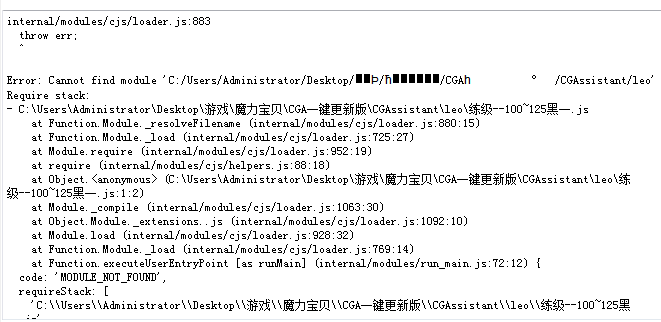 internal/modules/cjs/loader.js:883
throw err;
^
Error: Cannot find module 'C:/Users/Administrator/Desktop/ /CGA /CGAssistant/leo'
Require stack:
- C:\Users\Administrator\Desktop\游戏\魔力宝贝\CGA一键更新版\CGAssistant\leo\练级--100~125黑一.js
at Function.Module._resolveFilename (internal/modules/cjs/loader.js:880:15)
at Function.Module._load (internal/modules/cjs/loader.js:725:27)
at Module.require (internal/modules/cjs/loader.js:952:19)
at require (internal/modules/cjs/helpers.js:88:18)
at Object.<anonymous> (C:\Users\Administrator\Desktop\游戏\魔力宝贝\CGA一键更新版\CGAssistant\leo\练
级--100~125黑一.js:1:2)
at Module._compile (internal/modules/cjs/loader.js:1063:30)
at Object.Module._extensions..js (internal/modules/cjs/loader.js:1092:10)
at Module.load (internal/modules/cjs/loader.js:928:32)
at Function.Module._load (internal/modules/cjs/loader.js:769:14)
at Function.executeUserEntryPoint [as runMain] (internal/modules/run_main.js:72:12) {
code: 'MODULE_NOT_FOUND',
requireStack: [
'C:\\Users\\Administrator\\Desktop\\游戏\\魔力宝贝\\CGA一键更新版\\CGAssistant\\leo\\练级--100~125黑一